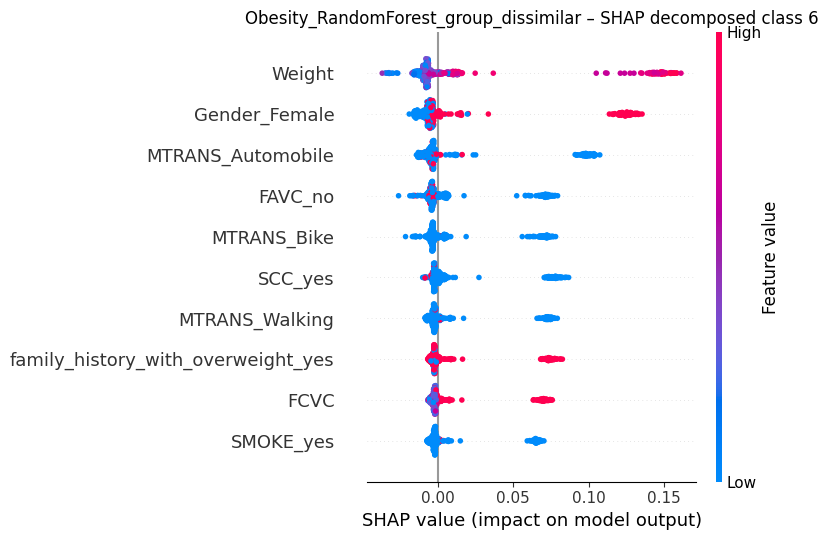 Obesity_RandomForest_group_dissimilar – SHAP decomposed class 6
High
Weight
Gender_Female
MTRANS_Automobile
FAVC_no
MTRANS_Bike
SCC_yes
MTRANS_Walking
family_history_with_overweight_yes
FCVC
SMOKE_yes
Feature value
Low
0.00 0.05 0.10 0.15
SHAP value (impact on model output)